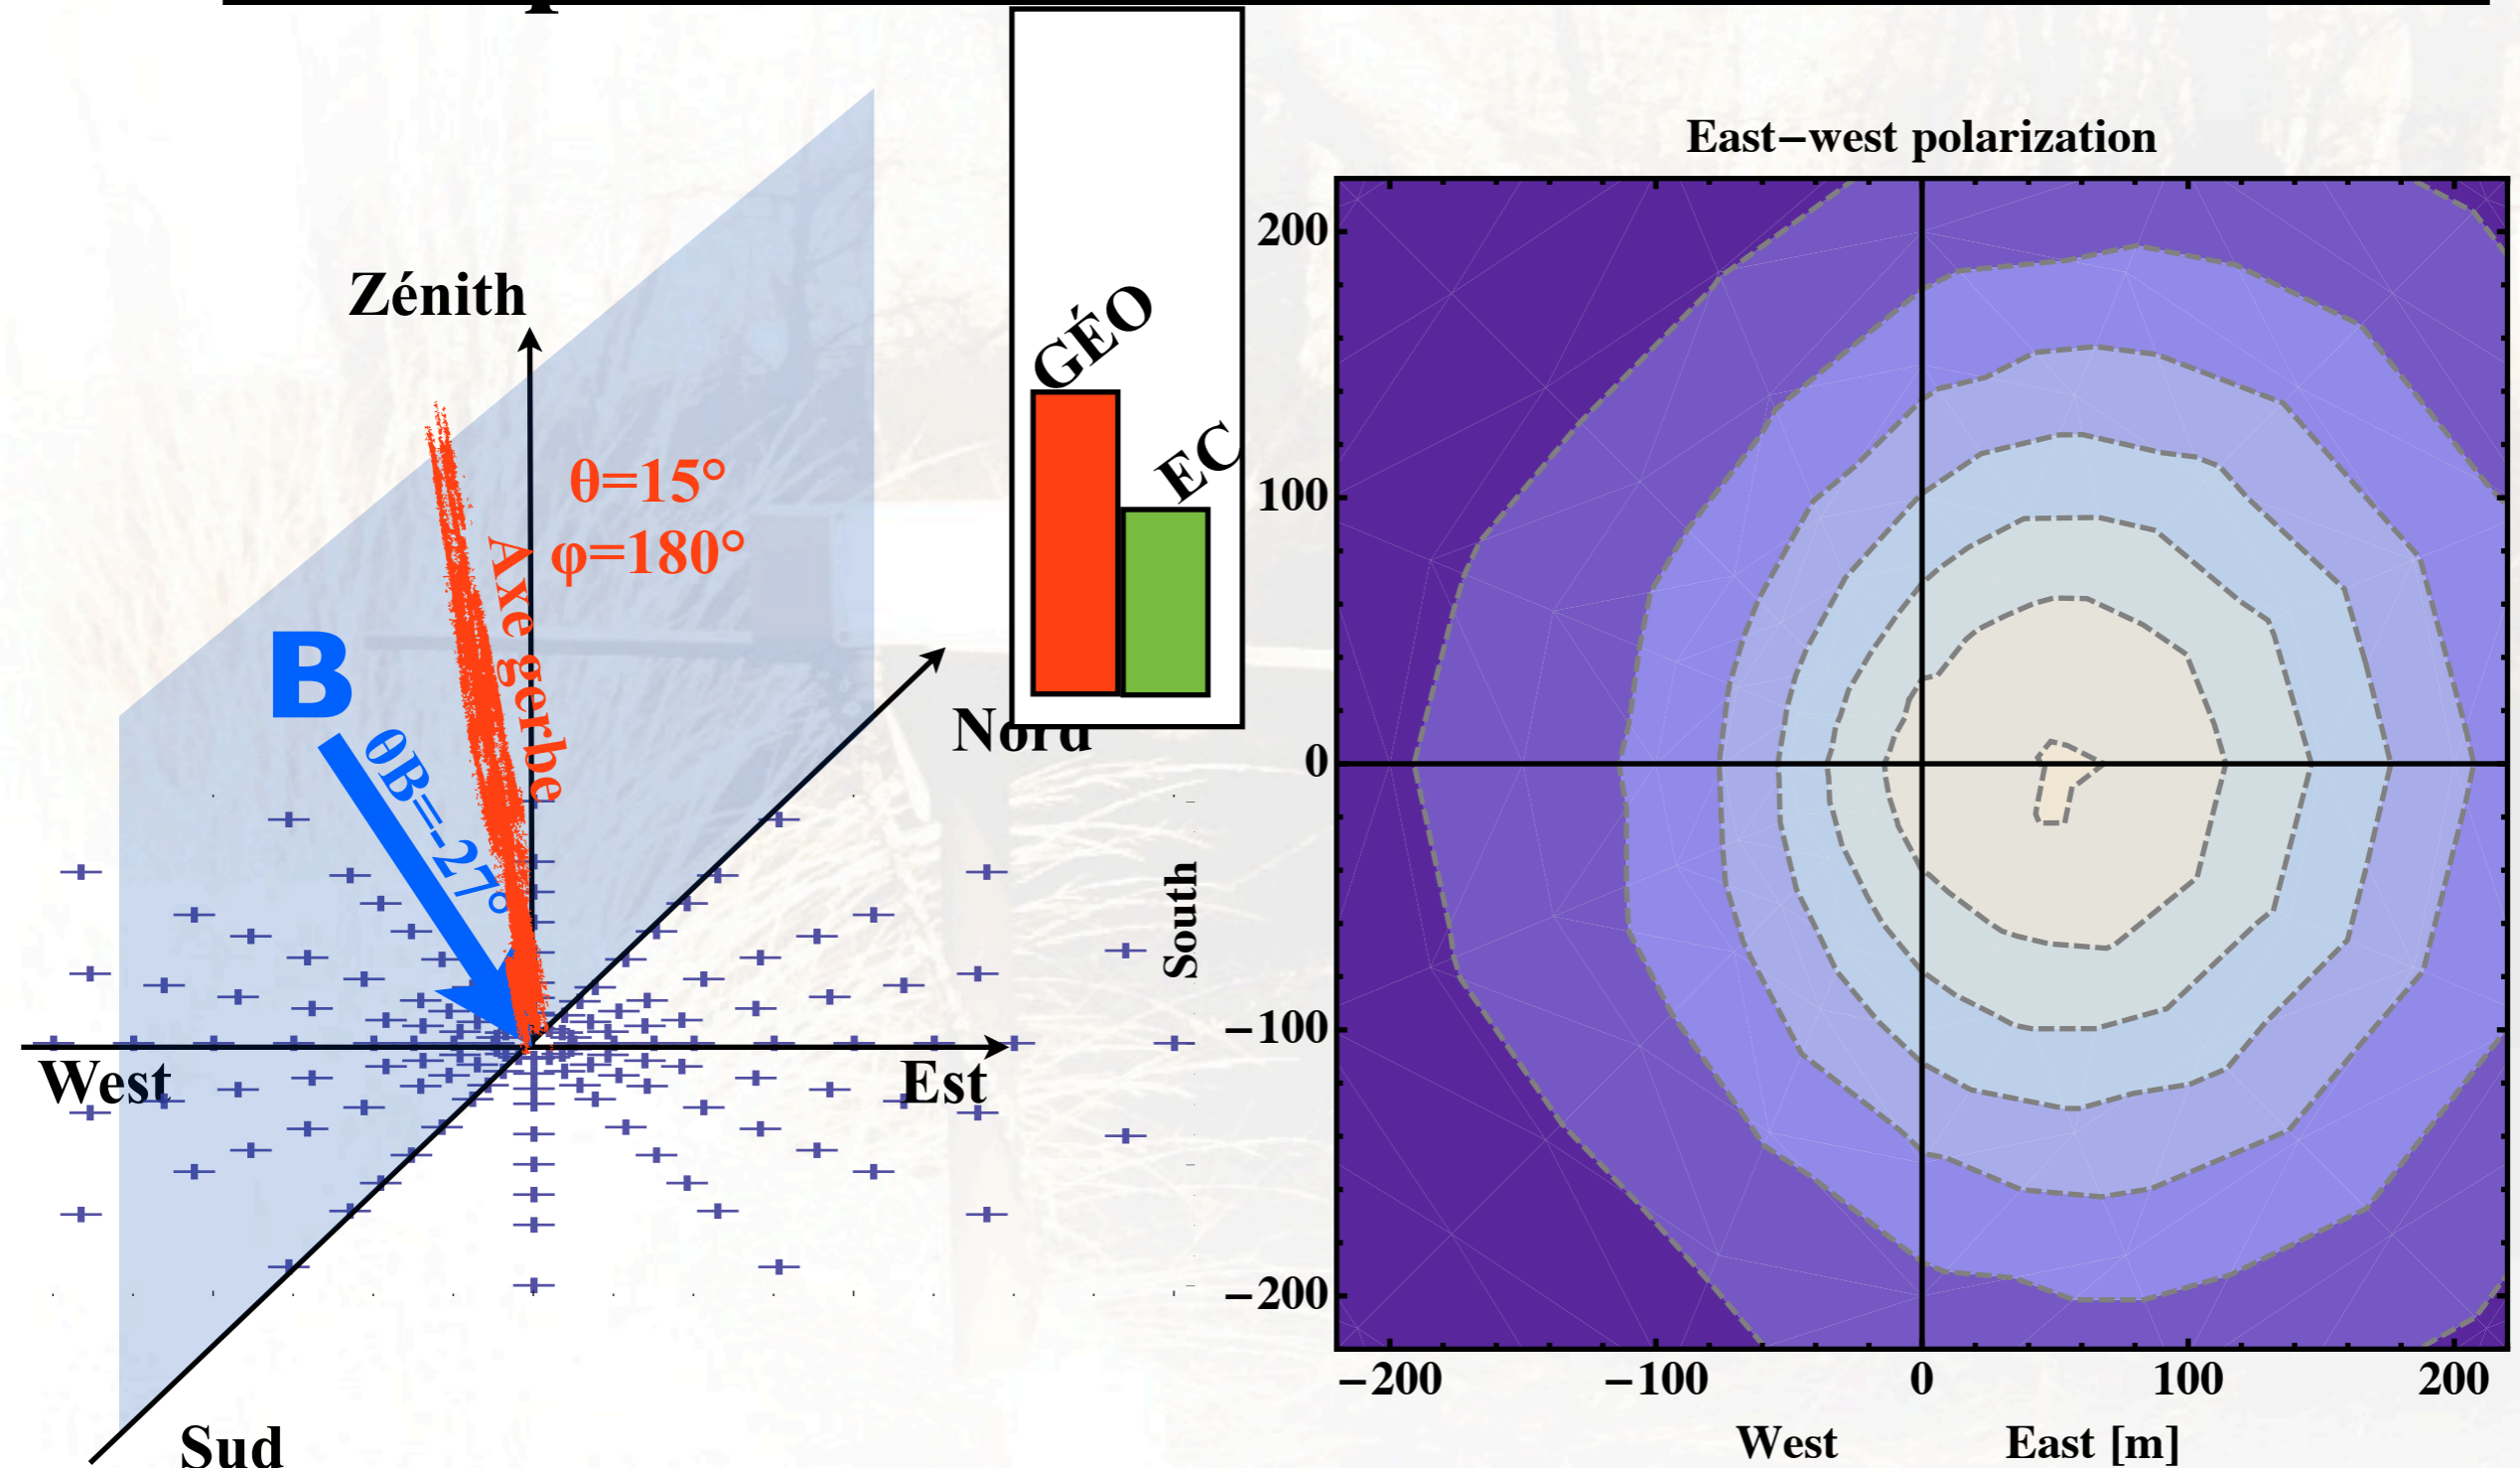 Zénith
θ=15°
φ=180°
Axe gerbe
B
θB=-27°
Nord
West
Est
Sud
GÉO
EC
East−west polarization
200
100
0
−100
−200
South
−200
−100
0
100
200
West
East [m]